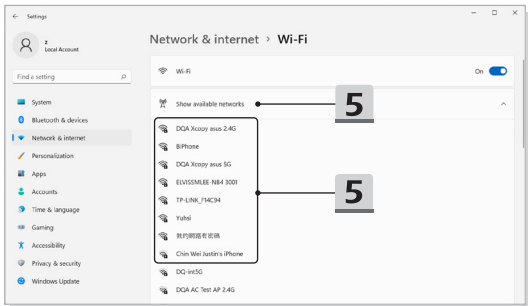 Settings
z
Local Account
Find a setting
System
Bluetooth & devices
Network & internet
Personalization
Apps
Accounts
Time & language
Gaming
Accessibility
Privacy & security
Windows Update
Network & internet > Wi-Fi
Wi-Fi
On
Show available networks
5
DQA Xcopy asus 2.4G
BIPhone
DQA Xcopy asus 5G
ELVISSMLEE-NB4 3001
TP-LINK_F14C94
5
Yuhsi
我的網路有密碼
Chin Wei Justin's iPhone
DQ-int5G
DQA AC Test AP 2.4G